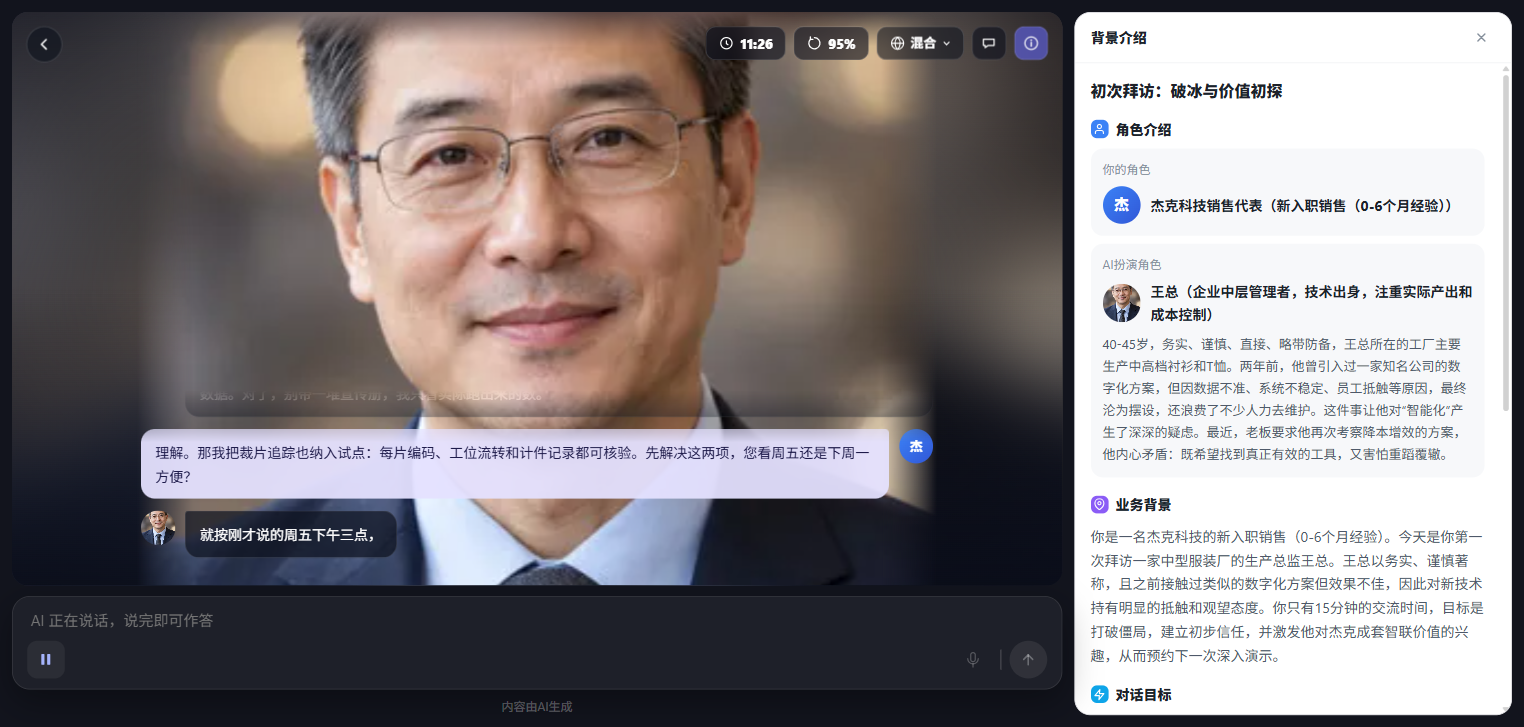 11:26
95%
混合
数据。对了，别带一堆宣传册，我只看实际跑出来的数。
理解。那我把裁片追踪也纳入试点：每片编码、工位流转和计件记录都可核验。先解决这两项，您看周五还是下周一
方便？
杰
就按刚才说的周五下午三点，
AI 正在说话，说完即可作答
内容由AI生成
背景介绍
初次拜访：破冰与价值初探
角色介绍
你的角色
杰
杰克科技销售代表（新入职销售（0-6个月经验））
AI扮演角色
王总（企业中层管理者，技术出身，注重实际产出和
成本控制）
40-45岁，务实、谨慎、直接、略带防备，王总所在的工厂主要
生产中高档衬衫和T恤。两年前，他曾引入过一家知名公司的数
字化方案，但因数据不准、系统不稳定、员工抵触等原因，最终
沦为摆设，还浪费了不少人力去维护。这件事让他对“智能化”产
生了深深的疑虑。最近，老板要求他再次考察降本增效的方案，
他内心矛盾：既希望找到真正有效的工具，又害怕重蹈覆辙。
业务背景
你是一名杰克科技的新入职销售（0-6个月经验）。今天是你第一
次拜访一家中型服装厂的生产总监王总。王总以务实、谨慎著
称，且之前接触过类似的数字化方案但效果不佳，因此对新技术
持有明显的抵触和观望态度。你只有15分钟的交流时间，目标是
打破僵局，建立初步信任，并激发他对杰克成套智联价值的兴
趣，从而预约下一次深入演示。
对话目标